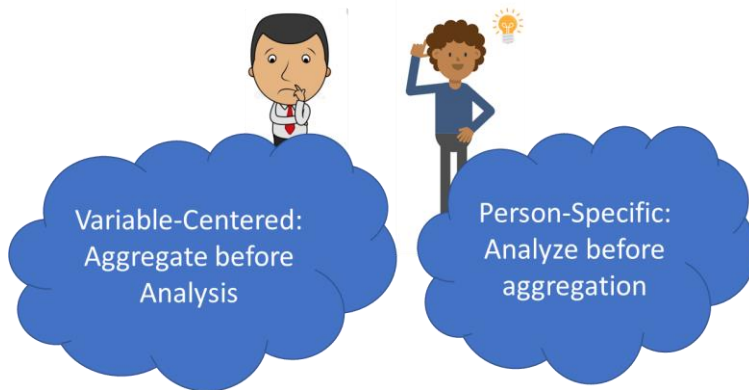 Variable-Centered:
Aggregate before
Analysis
Person-Specific:
Analyze before
aggregation